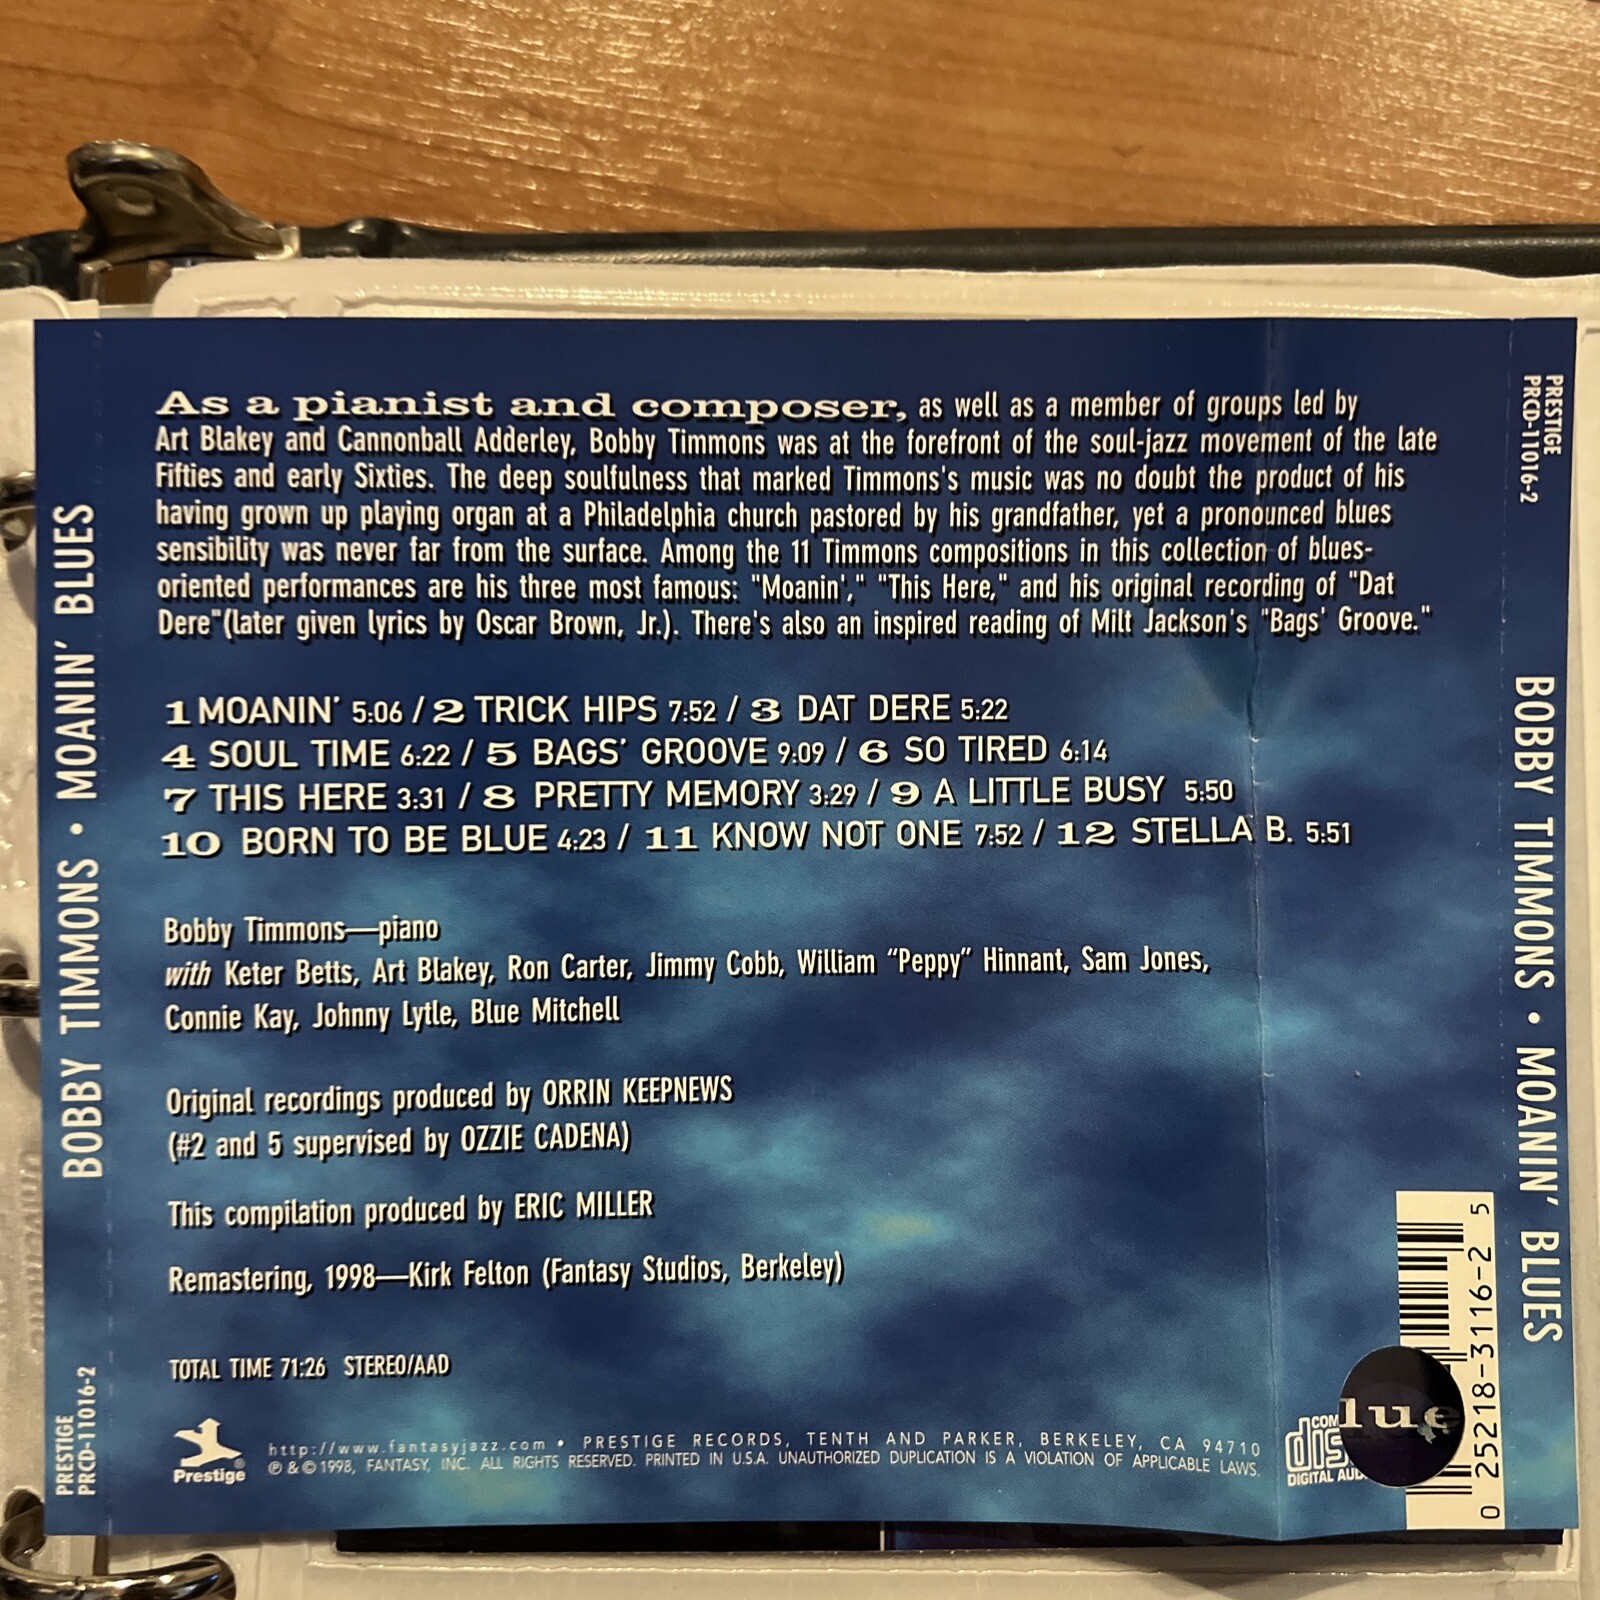 As a pianist and composer, as well as a member of groups led by
Art Blakey and Cannonball Adderley, Bobby Timmons was at the forefront of the soul-jazz movement of the late
Fifties and early Sixties. The deep soulfulness that marked Timmons's music was no doubt the product of his
having grown up playing organ at a Philadelphia church pastored by his grandfather, yet a pronounced blues
sensibility was never far from the surface. Among the 11 Timmons compositions in this collection of blues-
oriented performances are his three most famous: "Moanin'," "This Here," and his original recording of "Dat
Dere"(later given lyrics by Oscar Brown, Jr.). There's also an inspired reading of Milt Jackson's "Bags' Groove."
1 MOANIN' 5:06 / 2 TRICK HIPS 7:52 / 3 DAT DERE 5:22
4 SOUL TIME 6:22 / 5 BAGS' GROOVE 9:09 / 6 SO TIRED 6:14
7 THIS HERE 3:31 / 8 PRETTY MEMORY 3:29 / 9 A LITTLE BUSY 5:50
10 BORN TO BE BLUE 4:23 / 11 KNOW NOT ONE 7:52 / 12 STELLA B. 5:51
Bobby Timmons—piano
with Keter Betts, Art Blakey, Ron Carter, Jimmy Cobb, William "Peppy" Hinnant, Sam Jones,
Connie Kay, Johnny Lytle, Blue Mitchell
Original recordings produced by ORRIN KEEPNEWS
(#2 and 5 supervised by OZZIE CADENA)
This compilation produced by ERIC MILLER
Remastering, 1998—Kirk Felton (Fantasy Studios, Berkeley)
TOTAL TIME 71:26 STEREO/AAD
Prestige®
http://www.fantasyjazz.com • PRESTIGE RECORDS, TENTH AND PARKER, BERKELEY, CA 94710
℗ & © 1998, FANTASY, INC. ALL RIGHTS RESERVED. PRINTED IN U.S.A. UNAUTHORIZED DUPLICATION IS A VIOLATION OF APPLICABLE LAWS.
COM
dis
DIGITAL AUD
lue
0 25218-3116-2 5
BOBBY TIMMONS • MOANIN' BLUES
PRESTIGE
PRCD-11016-2
PRESTIGE
PRCD-11016-2
BOBBY TIMMONS • MOANIN' BLUES